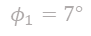 ϕ₁ = 7°